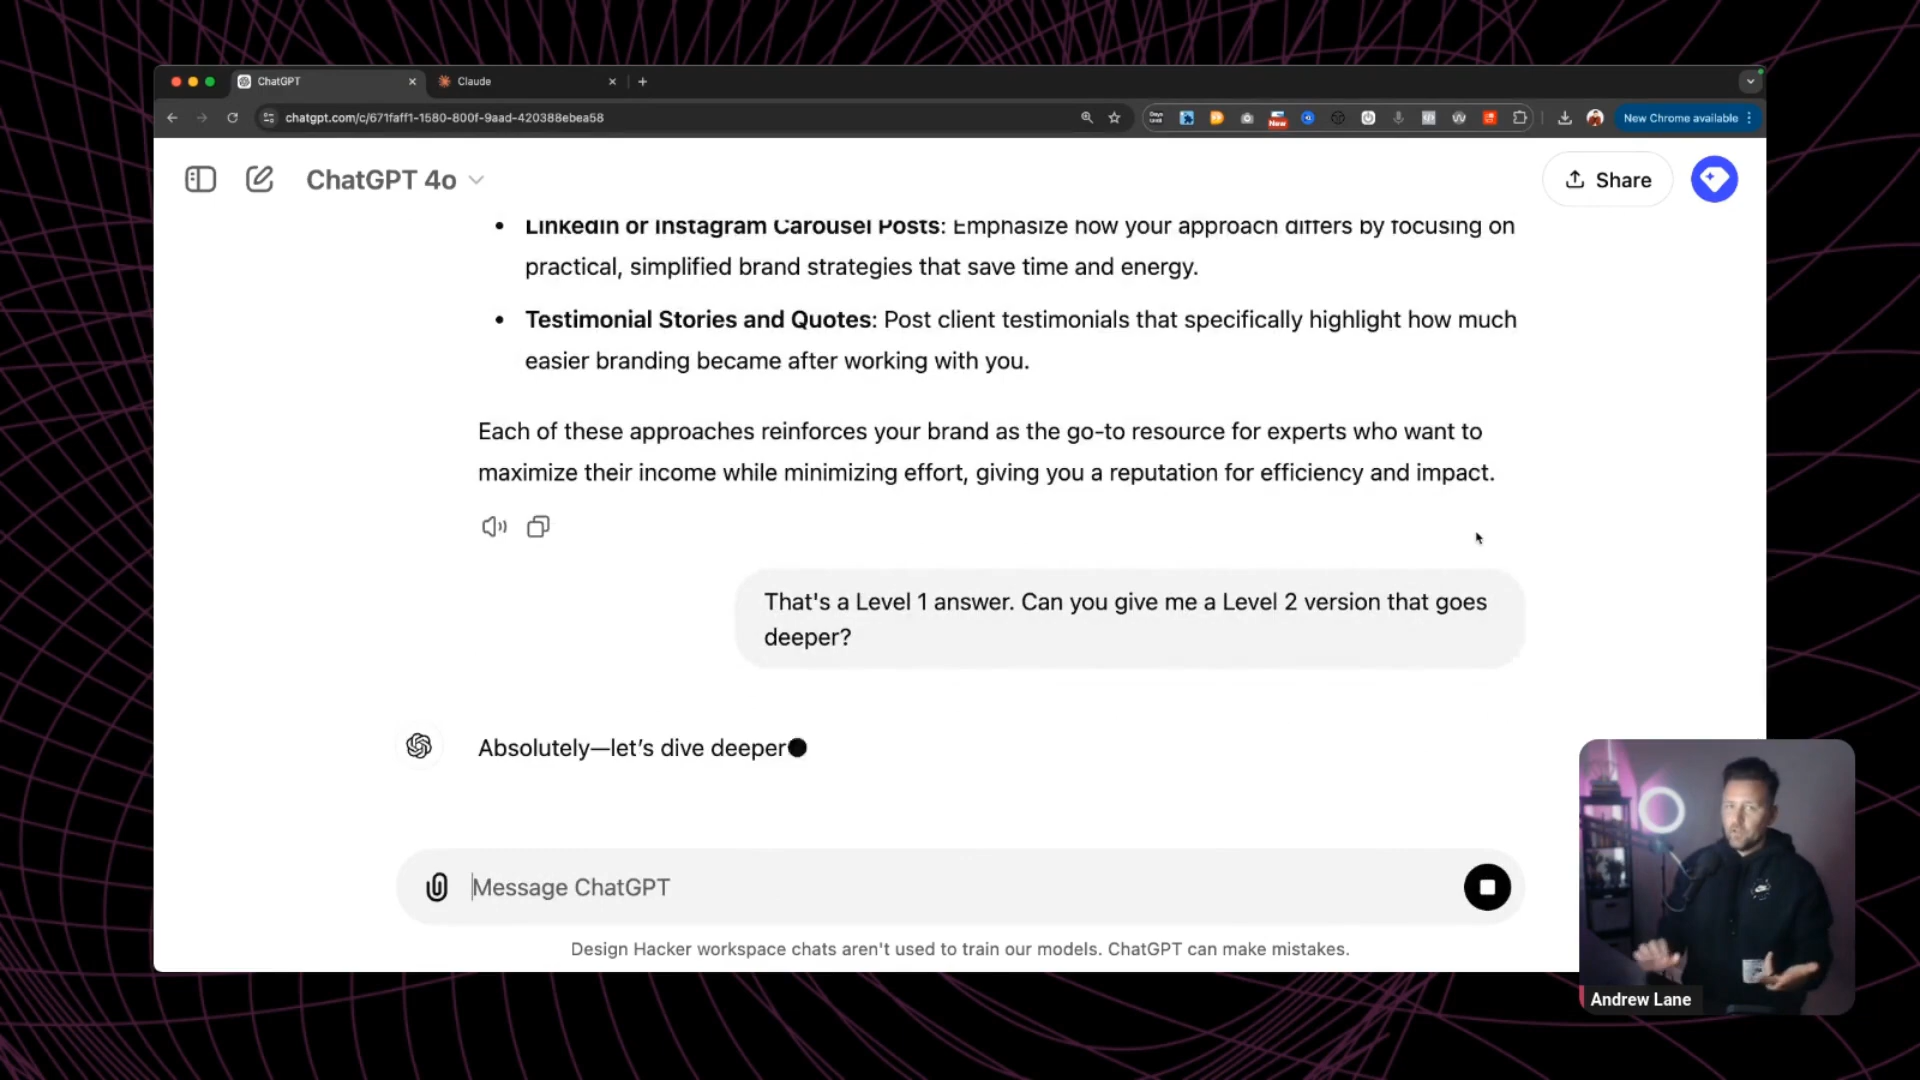 ChatGPT
Claude
chatgpt.com/c/671faff1-1580-800f-9aad-420388ebea58
New
New Chrome available
ChatGPT 4o
Share
LinkedIn or Instagram Carousel Posts: Emphasize how your approach differs by focusing on
practical, simplified brand strategies that save time and energy.
Testimonial Stories and Quotes: Post client testimonials that specifically highlight how much
easier branding became after working with you.
Each of these approaches reinforces your brand as the go-to resource for experts who want to
maximize their income while minimizing effort, giving you a reputation for efficiency and impact.
That's a Level 1 answer. Can you give me a Level 2 version that goes
deeper?
Absolutely—let’s dive deeper
Message ChatGPT
Design Hacker workspace chats aren't used to train our models. ChatGPT can make mistakes.
Andrew Lane